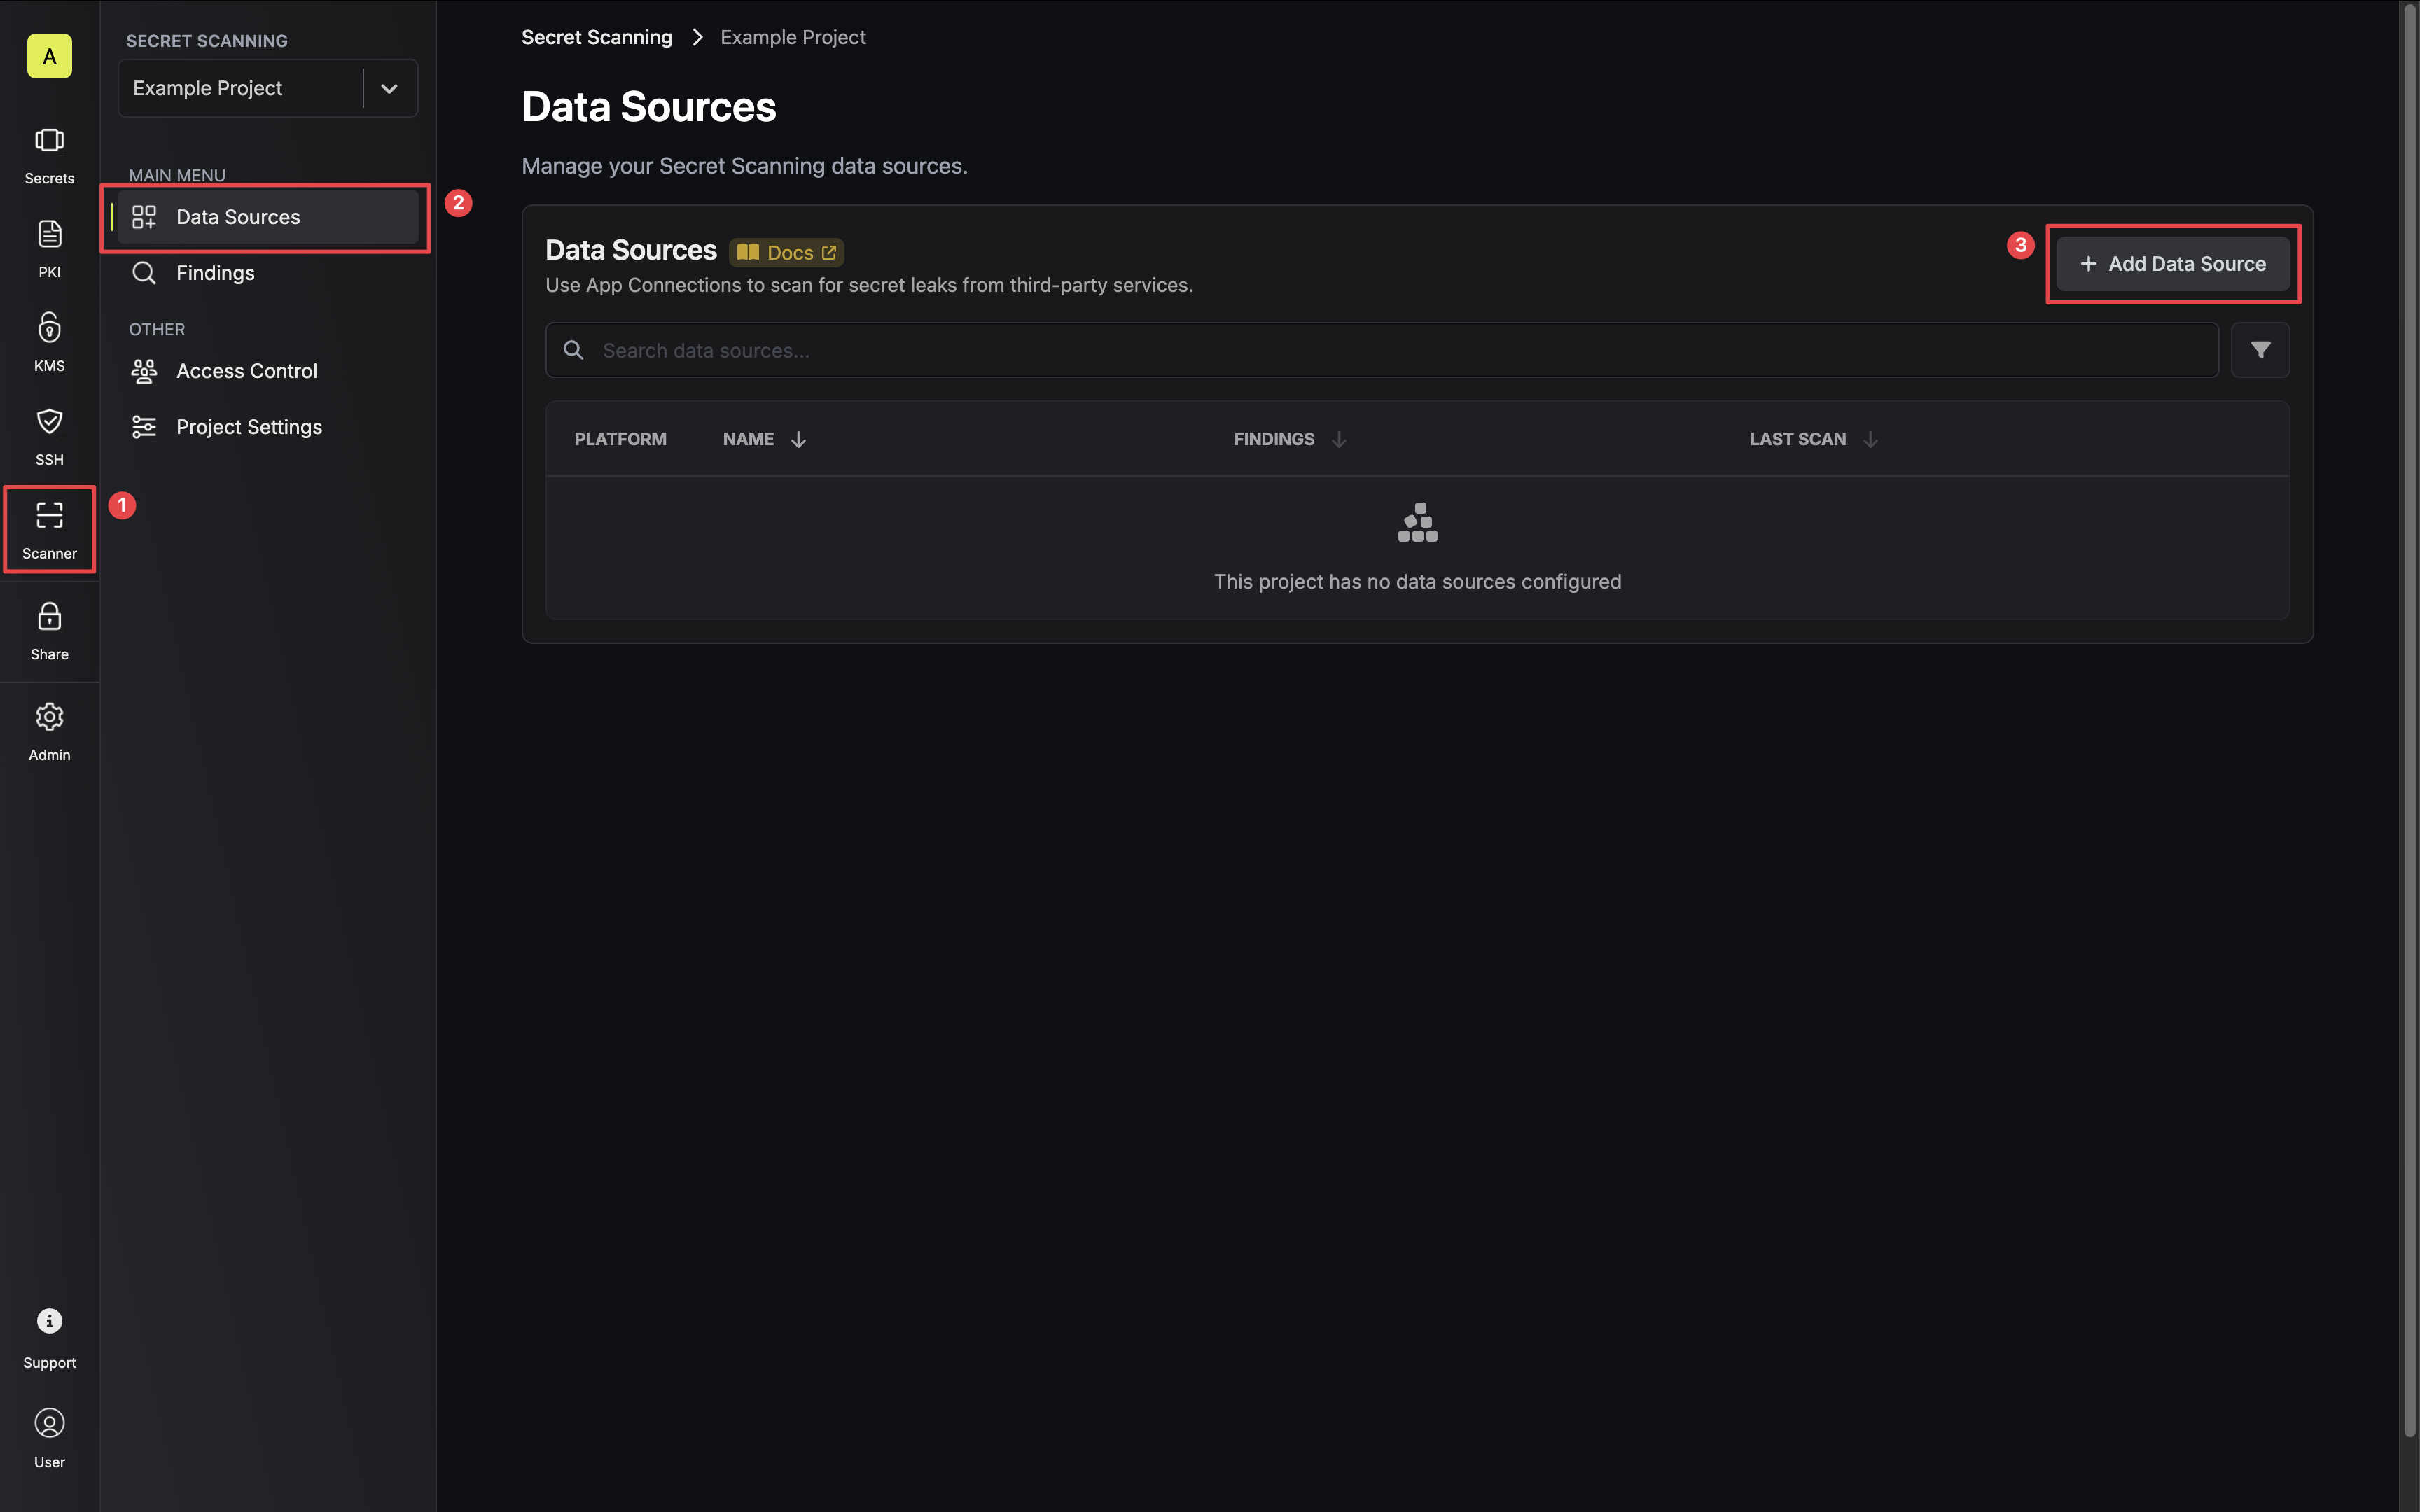 A
Secrets
PKI
KMS
SSH
Scanner
1
Share
Admin
Support
User
SECRET SCANNING
Example Project
MAIN MENU
Data Sources
2
Findings
OTHER
Access Control
Project Settings
Secret Scanning > Example Project
Data Sources
Manage your Secret Scanning data sources.
Data Sources Docs
Use App Connections to scan for secret leaks from third-party services.
3
+ Add Data Source
Search data sources...
PLATFORM NAME FINDINGS LAST SCAN
This project has no data sources configured